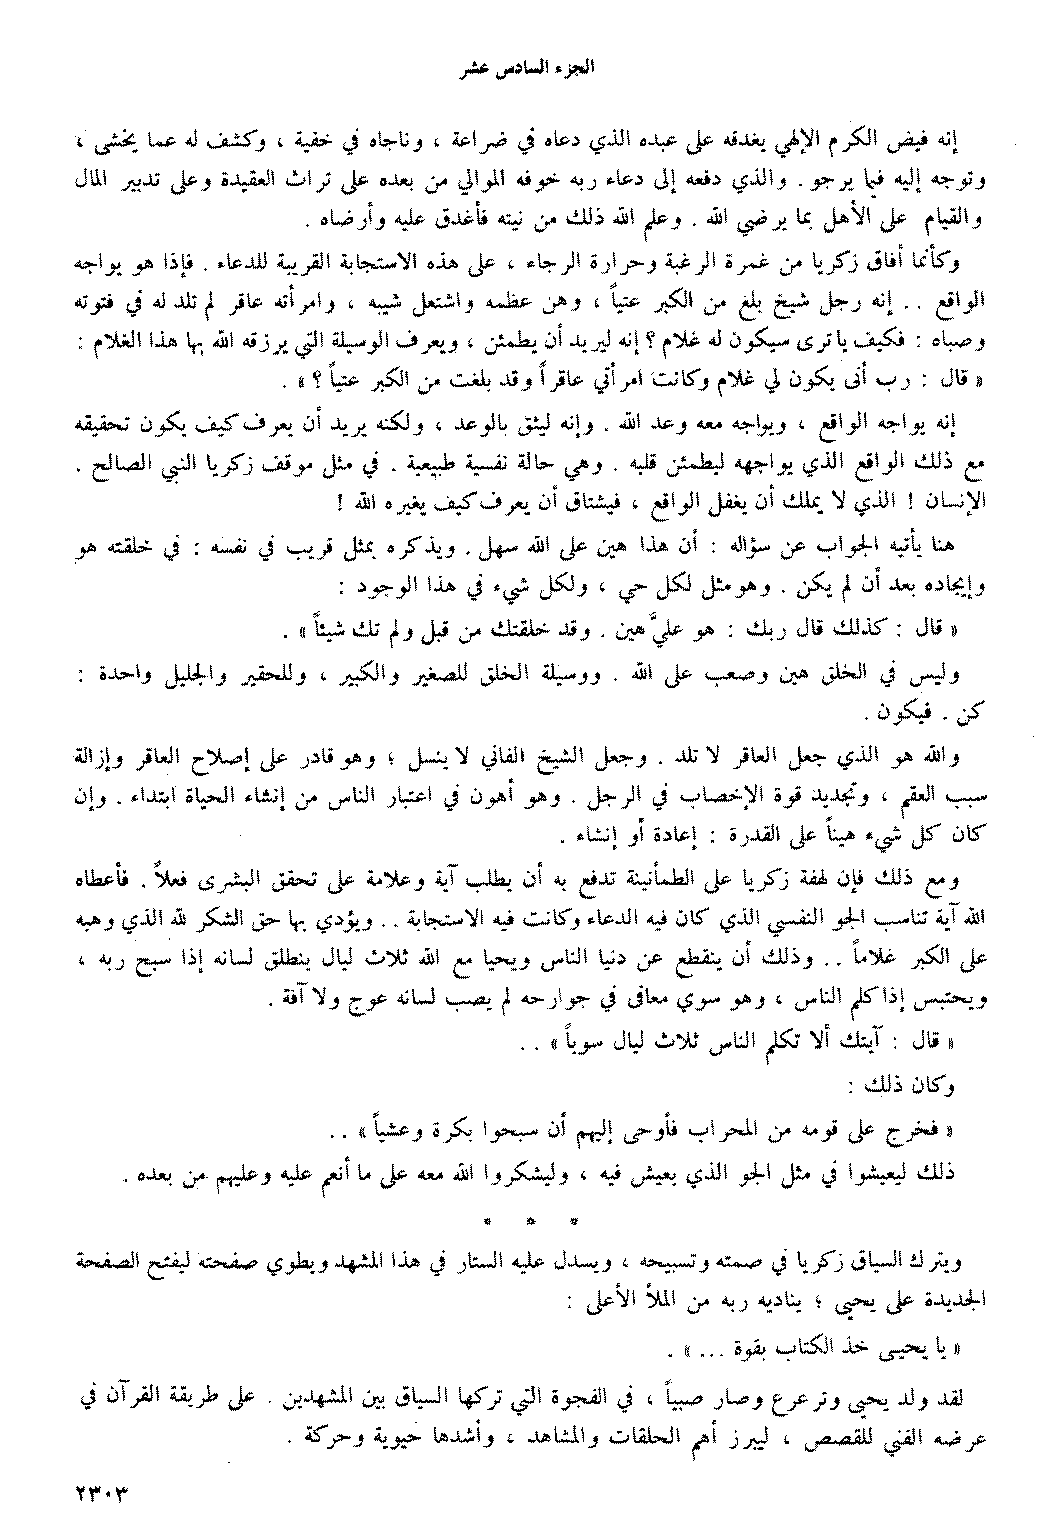 الجزء السادس عشر
إنه فيض الكرم الإلهي يغدقه على عبده الذي دعاه في ضراعة ، وناجاه في خفية ، وكشف له عما يخشى ،
وتوجه إليه فيما يرجو . والذي دفعه إلى دعاء ربه خوفه الموالي من بعده على تراث العقيدة وعلى تدبير المال
والقيام على الأهل بما يرضي الله . وعلم الله ذلك من نيته فأغدق عليه وأرضاه .
وكأنما أفاق زكريا من غمرة الرغبة وحرارة الرجاء ، على هذه الاستجابة القريبة للدعاء . فإذا هو يواجه
الواقع .. إنه رجل شيخ بلغ من الكبر عتياً ، وهن عظمه واشتعل شيبه ، وامرأته عاقر لم تلد له في فتوته
وصباه : فكيف يا ترى سيكون له غلام ؟ إنه ليريد أن يطمئن ، ويعرف الوسيلة التي يرزقه الله بها هذا الغلام :
« قال : رب أنى يكون لي غلام وكانت امرأتي عاقراً وقد بلغت من الكبر عتياً ؟ » .
إنه يواجه الواقع ، ويواجه معه وعد الله . وإنه ليثق بالوعد ، ولكنه يريد أن يعرف كيف يكون تحقيقه
مع ذلك الواقع الذي يواجهه ليطمئن قلبه . وهي حالة نفسية طبيعية . في مثل موقف زكريا النبي الصالح .
الإنسان ! الذي لا يملك أن يغفل الواقع ، فيشتاق أن يعرف كيف يغيره الله !
هنا يأتيه الجواب عن سؤاله : أن هذا هين على الله سهل . ويذكره بمثل قريب في نفسه : في خلقته هو
وإيجاده بعد أن لم يكن . وهو مثل لكل حي ، ولكل شيء في هذا الوجود :
« قال : كذلك قال ربك : هو عليَّ هين . وقد خلقتك من قبل ولم تك شيئاً » .
وليس في الخلق هين وصعب على الله . ووسيلة الخلق للصغير والكبير ، وللحقير والجليل واحدة :
كن . فيكون .
والله هو الذي جعل العاقر لا تلد . وجعل الشيخ الفاني لا ينسل ؛ وهو قادر على إصلاح العاقر وإزالة
سبب العقم ، وتجديد قوة الإخصاب في الرجل . وهو أهون في اعتبار الناس من إنشاء الحياة ابتداء . وإن
كان كل شيء هيناً على القدرة : إعادة أو إنشاء .
ومع ذلك فإن لهفة زكريا على الطمأنينة تدفع به أن يطلب آية وعلامة على تحقق البشرى فعلاً . فأعطاه
الله آية تناسب الجو النفسي الذي كان فيه الدعاء وكانت فيه الاستجابة .. ويؤدي بها حق الشكر لله الذي وهبه
على الكبر غلاماً .. وذلك أن ينقطع عن دنيا الناس ويحيا مع الله ثلاث ليال ينطلق لسانه إذا سبح ربه ،
ويحتبس إذا كلم الناس ، وهو سوي معافى في جوارحه لم يصب لسانه عوج ولا آفة .
« قال : آيتك ألا تكلم الناس ثلاث ليال سوياً » ..
وكان ذلك :
« فخرج على قومه من المحراب فأوحى إليهم أن سبحوا بكرة وعشياً » ..
ذلك ليعيشوا في مثل الجو الذي يعيش فيه ، وليشكروا الله معه على ما أنعم عليه وعليهم من بعده .
* * *
ويترك السياق زكريا في صمته وتسبيحه ، ويسدل عليه الستار في هذا المشهد ويطوي صفحته ليفتح الصفحة
الجديدة على يحيى ؛ يناديه ربه من الملأ الأعلى :
« يا يحيى خذ الكتاب بقوة ... » .
لقد ولد يحيى وترعرع وصار صبياً ، في الفجوة التي تركها السياق بين المشهدين . على طريقة القرآن في
عرضه الفني للقصص ، ليبرز أهم الحلقات والمشاهد ، وأشدها حيوية وحركة .
٢٣٠٣